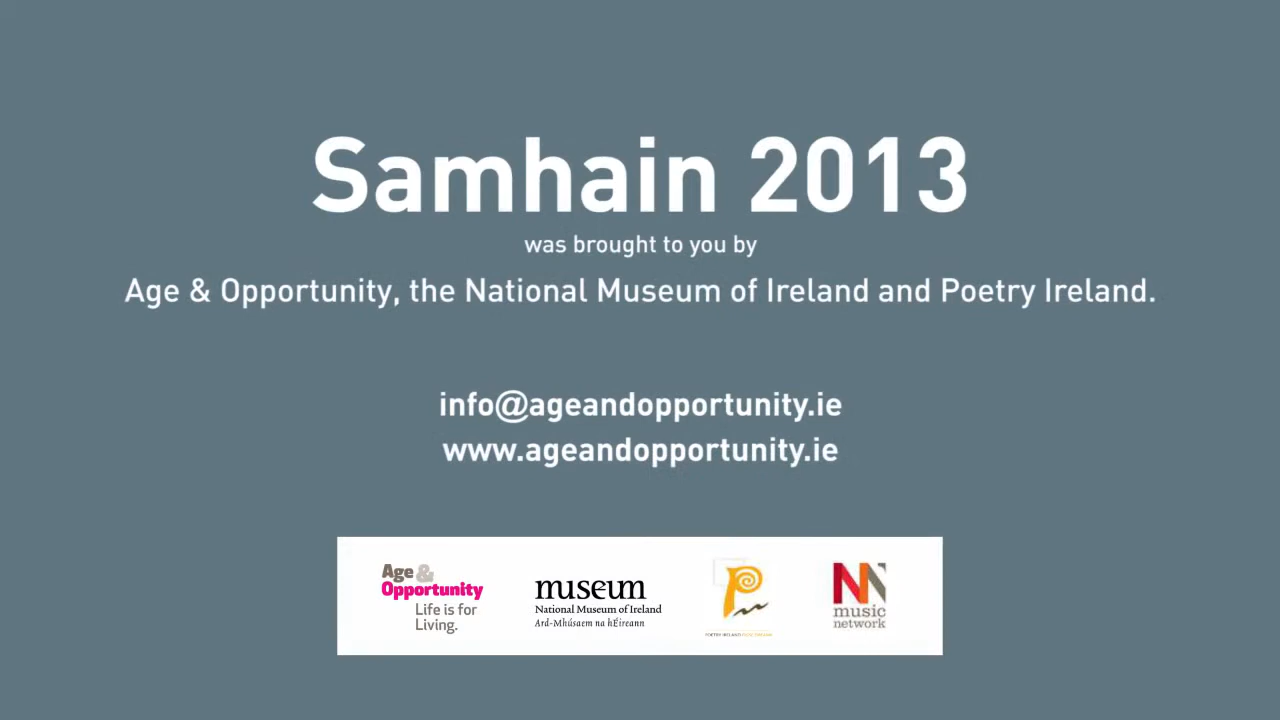 Samhain 2013
was brought to you by
Age & Opportunity, the National Museum of Ireland and Poetry Ireland.
info@ageandopportunity.ie
www.ageandopportunity.ie
Age &
Opportunity
Life is for
Living.
museum
National Museum of Ireland
Ard-Mhúsaem na hÉireann
POETRY IRELAND
music
network